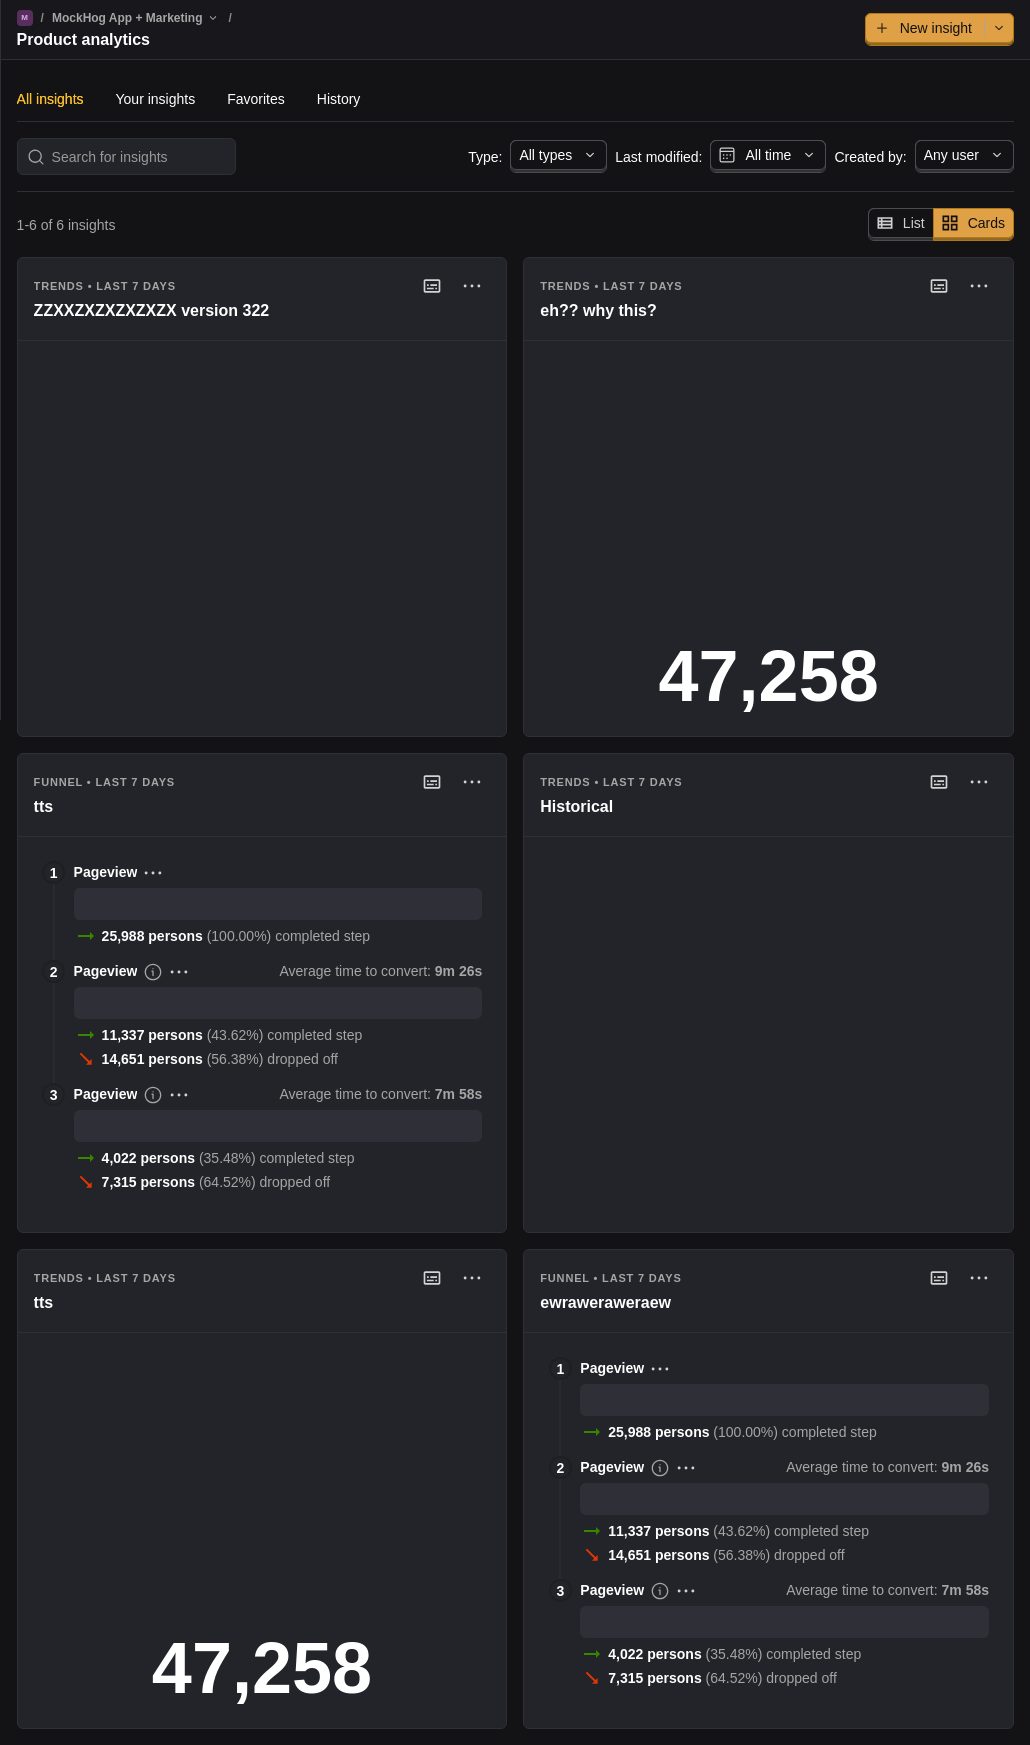 M / MockHog App + Marketing /
Product analytics
New insight
All insights Your insights Favorites History
Search for insights
Type: All types Last modified: All time Created by: Any user
1-6 of 6 insights
List Cards
TRENDS • LAST 7 DAYS
ZZXXZXZXZXZXZX version 322
TRENDS • LAST 7 DAYS
eh?? why this?
47,258
FUNNEL • LAST 7 DAYS
tts
1 Pageview
25,988 persons (100.00%) completed step
2 Pageview Average time to convert: 9m 26s
11,337 persons (43.62%) completed step
14,651 persons (56.38%) dropped off
3 Pageview Average time to convert: 7m 58s
4,022 persons (35.48%) completed step
7,315 persons (64.52%) dropped off
TRENDS • LAST 7 DAYS
Historical
TRENDS • LAST 7 DAYS
tts
47,258
FUNNEL • LAST 7 DAYS
ewraweraweraew
1 Pageview
25,988 persons (100.00%) completed step
2 Pageview Average time to convert: 9m 26s
11,337 persons (43.62%) completed step
14,651 persons (56.38%) dropped off
3 Pageview Average time to convert: 7m 58s
4,022 persons (35.48%) completed step
7,315 persons (64.52%) dropped off